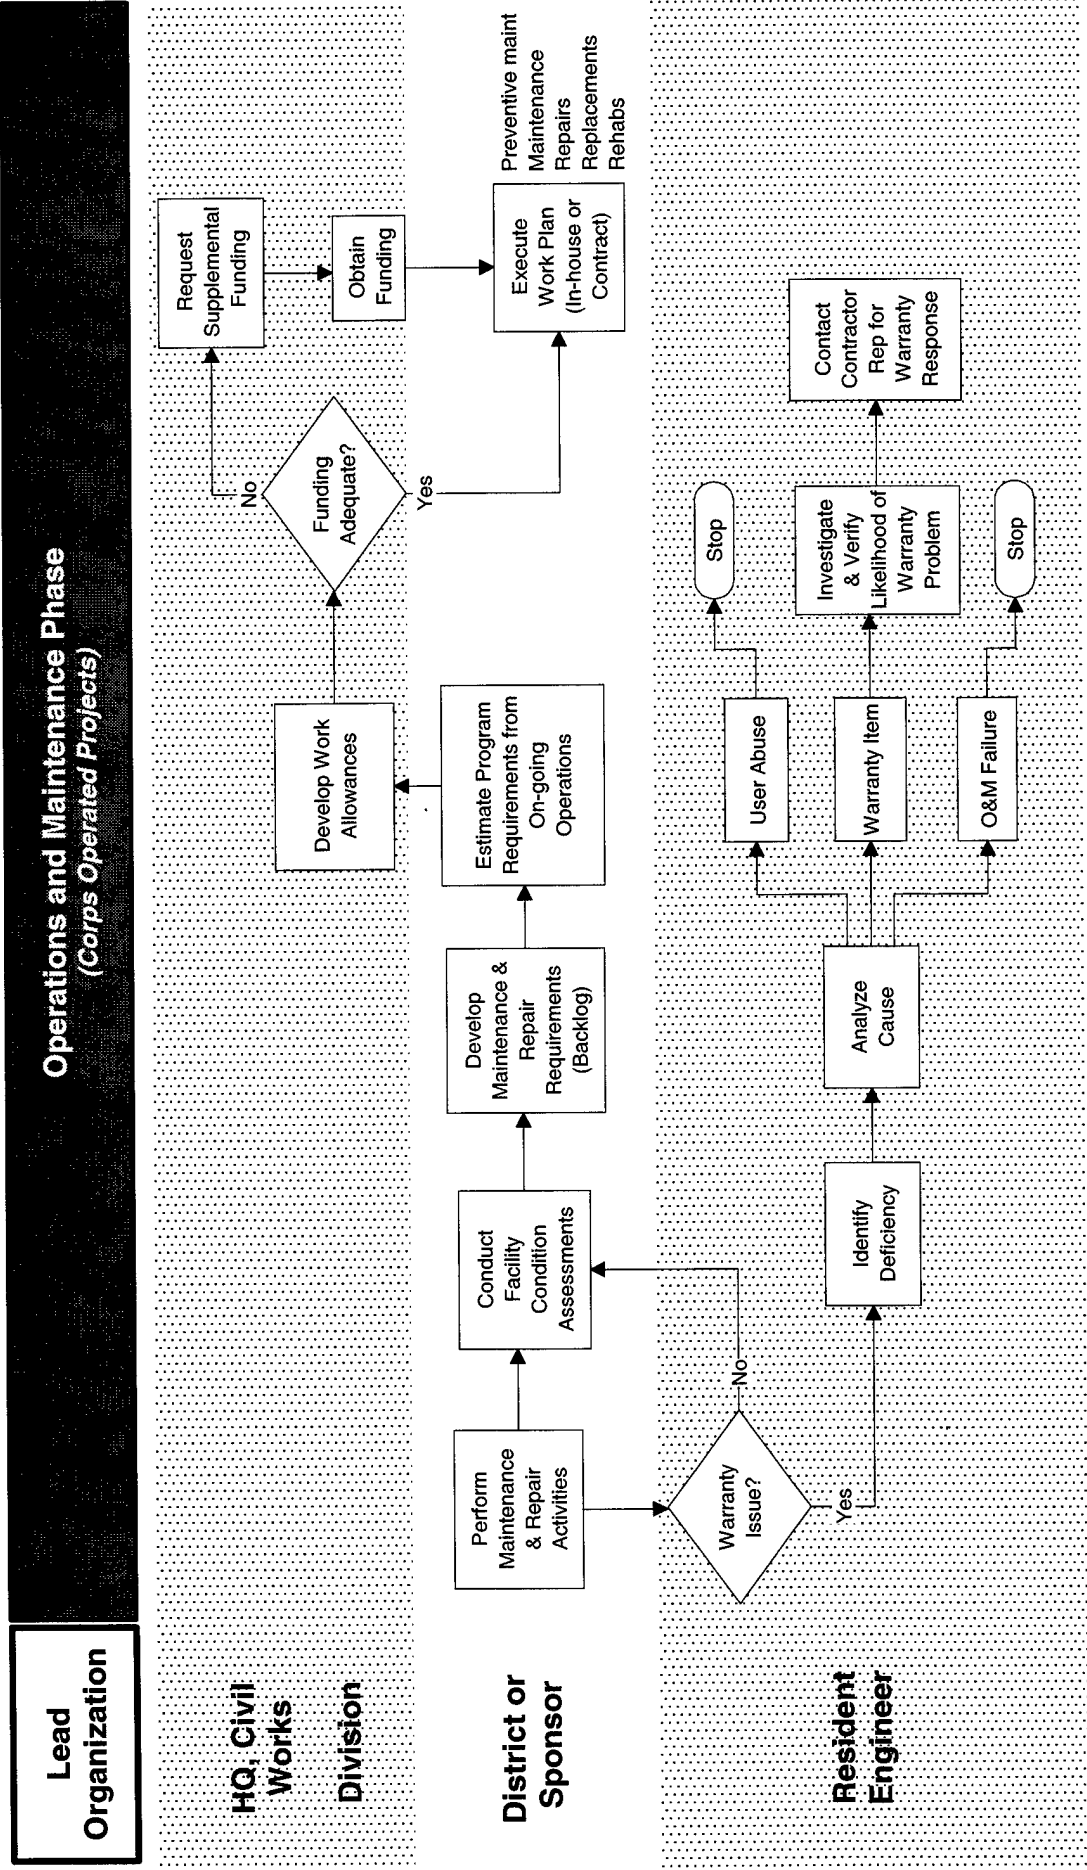 Lead
Organization
Operations and Maintenance Phase
(Corps Operated Projects)
HQ, Civil
Works
Division
Develop Work
Allowances
Funding
Adequate?
No
Yes
Request
Supplemental
Funding
Obtain
Funding
District or
Sponsor
Perform
Maintenance
& Repair
Activities
Conduct
Facility
Condition
Assessments
Develop
Maintenance &
Repair
Requirements
(Backlog)
Estimate Program
Requirements from
On-going
Operations
Execute
Work Plan
(In-house or
Contract)
Preventive maint
Maintenance
Repairs
Replacements
Rehabs
Resident
Engineer
Warranty
Issue?
No
Yes
Identify
Deficiency
Analyze
Cause
User Abuse
Stop
Warranty Item
Investigate
& Verify
Likelihood of
Warranty
Problem
Contact
Contractor
Rep for
Warranty
Response
O&M Failure
Stop